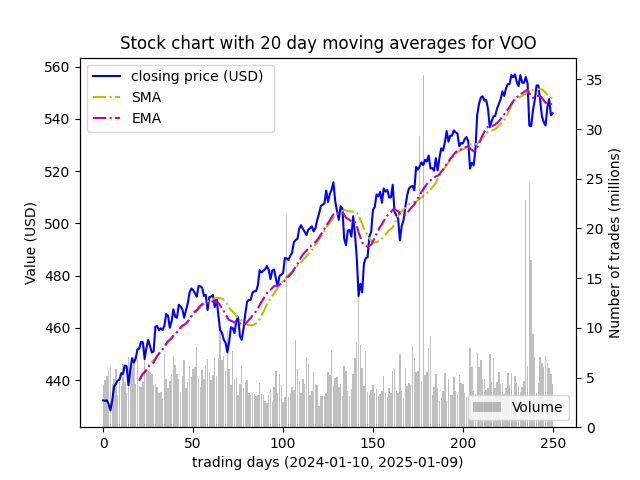 Stock chart with 20 day moving averages for VOO
closing price (USD)
SMA
EMA
Value (USD)
560
540
520
500
480
460
440
35
30
25
20
15
10
5
0
Number of trades (millions)
Volume
0 50 100 150 200 250
trading days (2024-01-10, 2025-01-09)